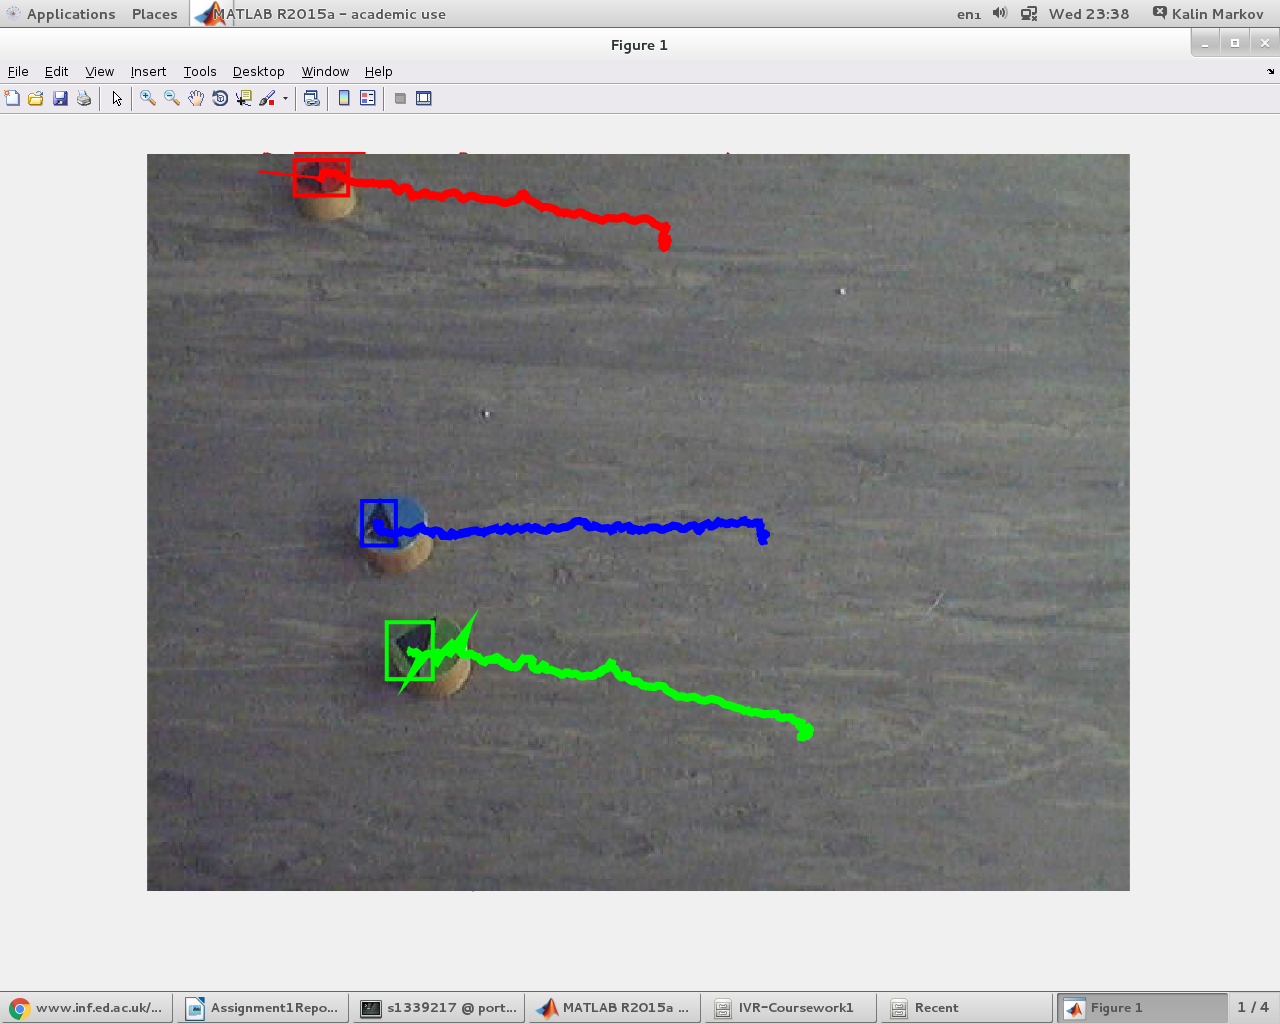 Applications Places MATLAB R2015a - academic use en1 Wed 23:38 Kalin Markov
Figure 1
File Edit View Insert Tools Desktop Window Help
www.inf.ed.ac.uk/... Assignment1Repo... s1339217 @ port... MATLAB R2015a ... IVR-Coursework1 Recent Figure 1 1 / 4